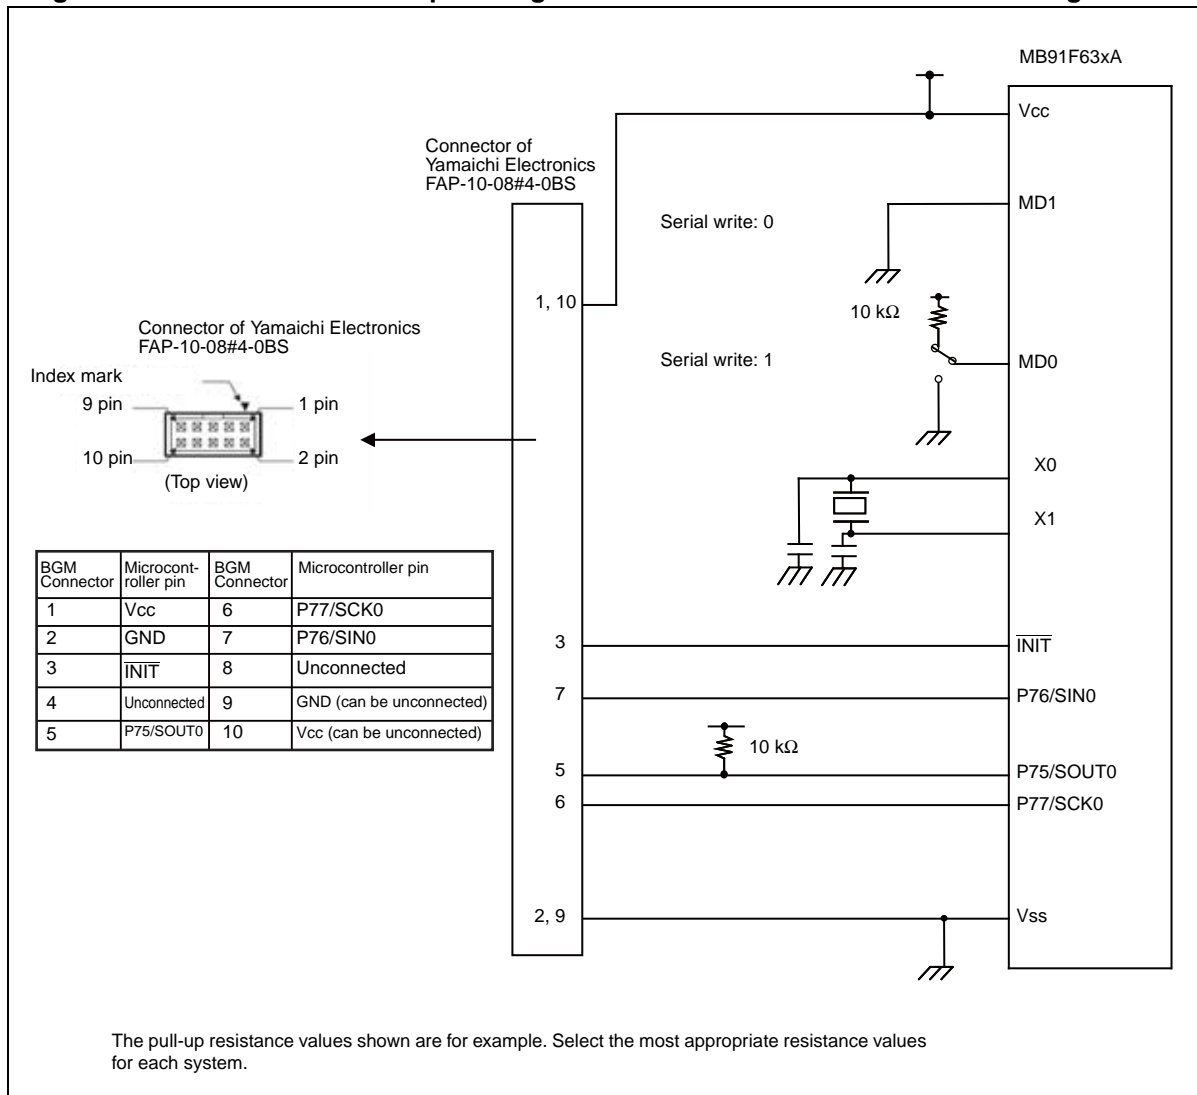 MB91F63xA
Vcc
Connector of
Yamaichi Electronics
FAP-10-08#4-0BS
MD1
Serial write: 0
1, 10
10 kΩ
Connector of Yamaichi Electronics
FAP-10-08#4-0BS
Serial write: 1
MD0
Index mark
9 pin
1 pin
10 pin
2 pin
(Top view)
X0
X1
BGM Connector Microcont-roller pin BGM Connector Microcontroller pin
1 Vcc 6 P77/SCK0
2 GND 7 P76/SIN0
3 INIT 8 Unconnected
4 Unconnected 9 GND (can be unconnected)
5 P75/SOUT0 10 Vcc (can be unconnected)
3
INIT
7
P76/SIN0
10 kΩ
5
P75/SOUT0
6
P77/SCK0
2, 9
Vss
The pull-up resistance values shown are for example. Select the most appropriate resistance values
for each system.